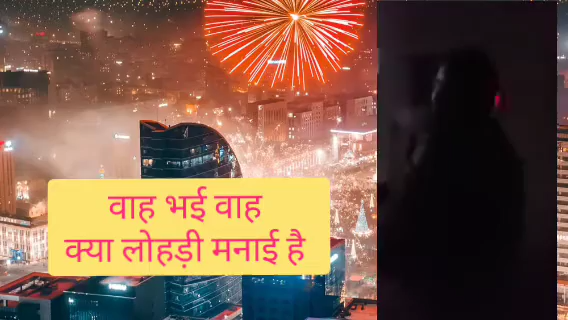 वाह भई वाह
क्या लोहड़ी मनाई है